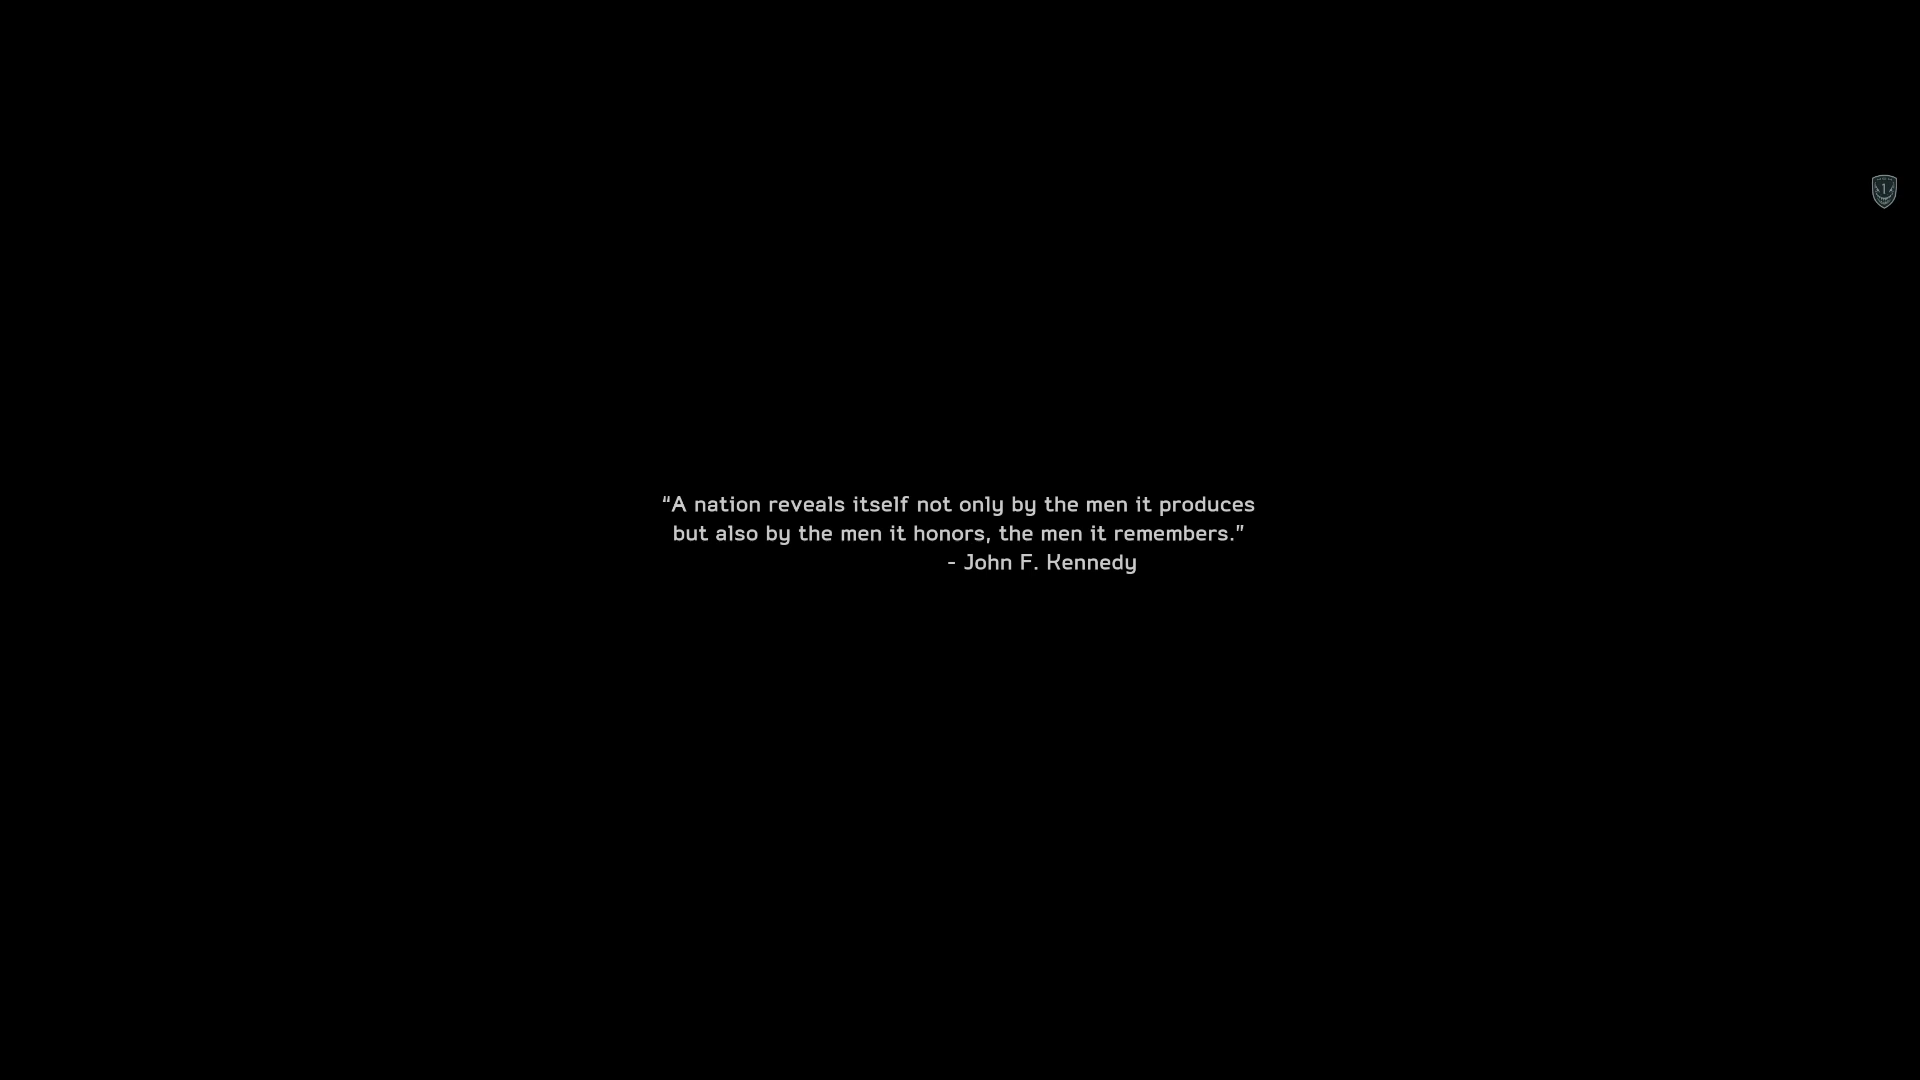 “A nation reveals itself not only by the men it produces
but also by the men it honors, the men it remembers.”
- John F. Kennedy
1